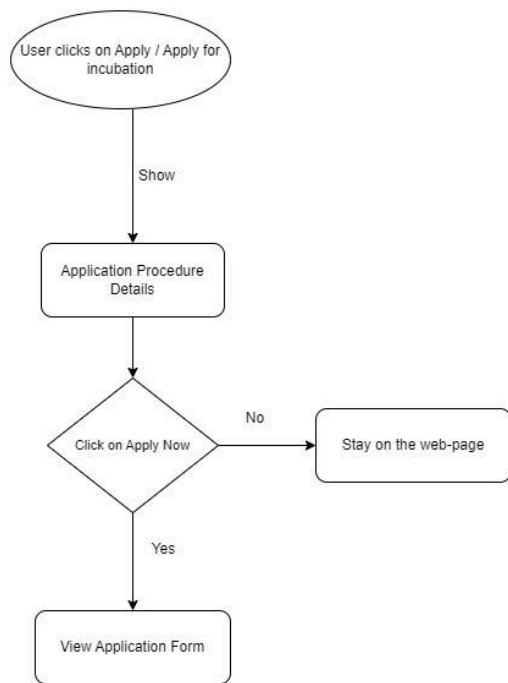 User clicks on Apply / Apply for
incubation
Show
Application Procedure
Details
Click on Apply Now
No
Stay on the web-page
Yes
View Application Form